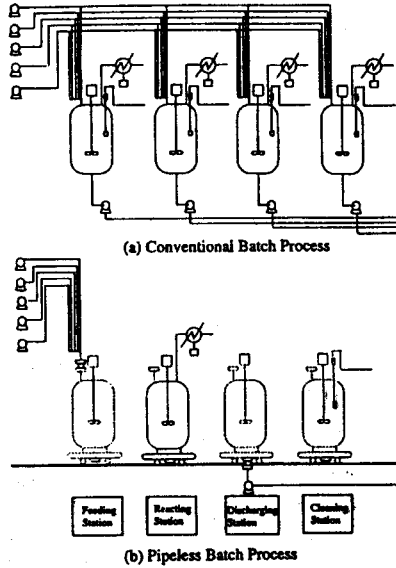 (a) Conventional Batch Process
Feeding Station
Reacting Station
Discharging Station
Cleaning Station
(b) Pipeless Batch Process